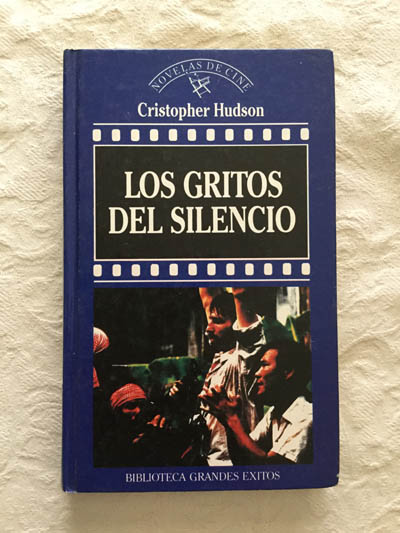 NOVELAS DE CINE
Cristopher Hudson
LOS GRITOS
DEL SILENCIO
BIBLIOTECA GRANDES EXITOS